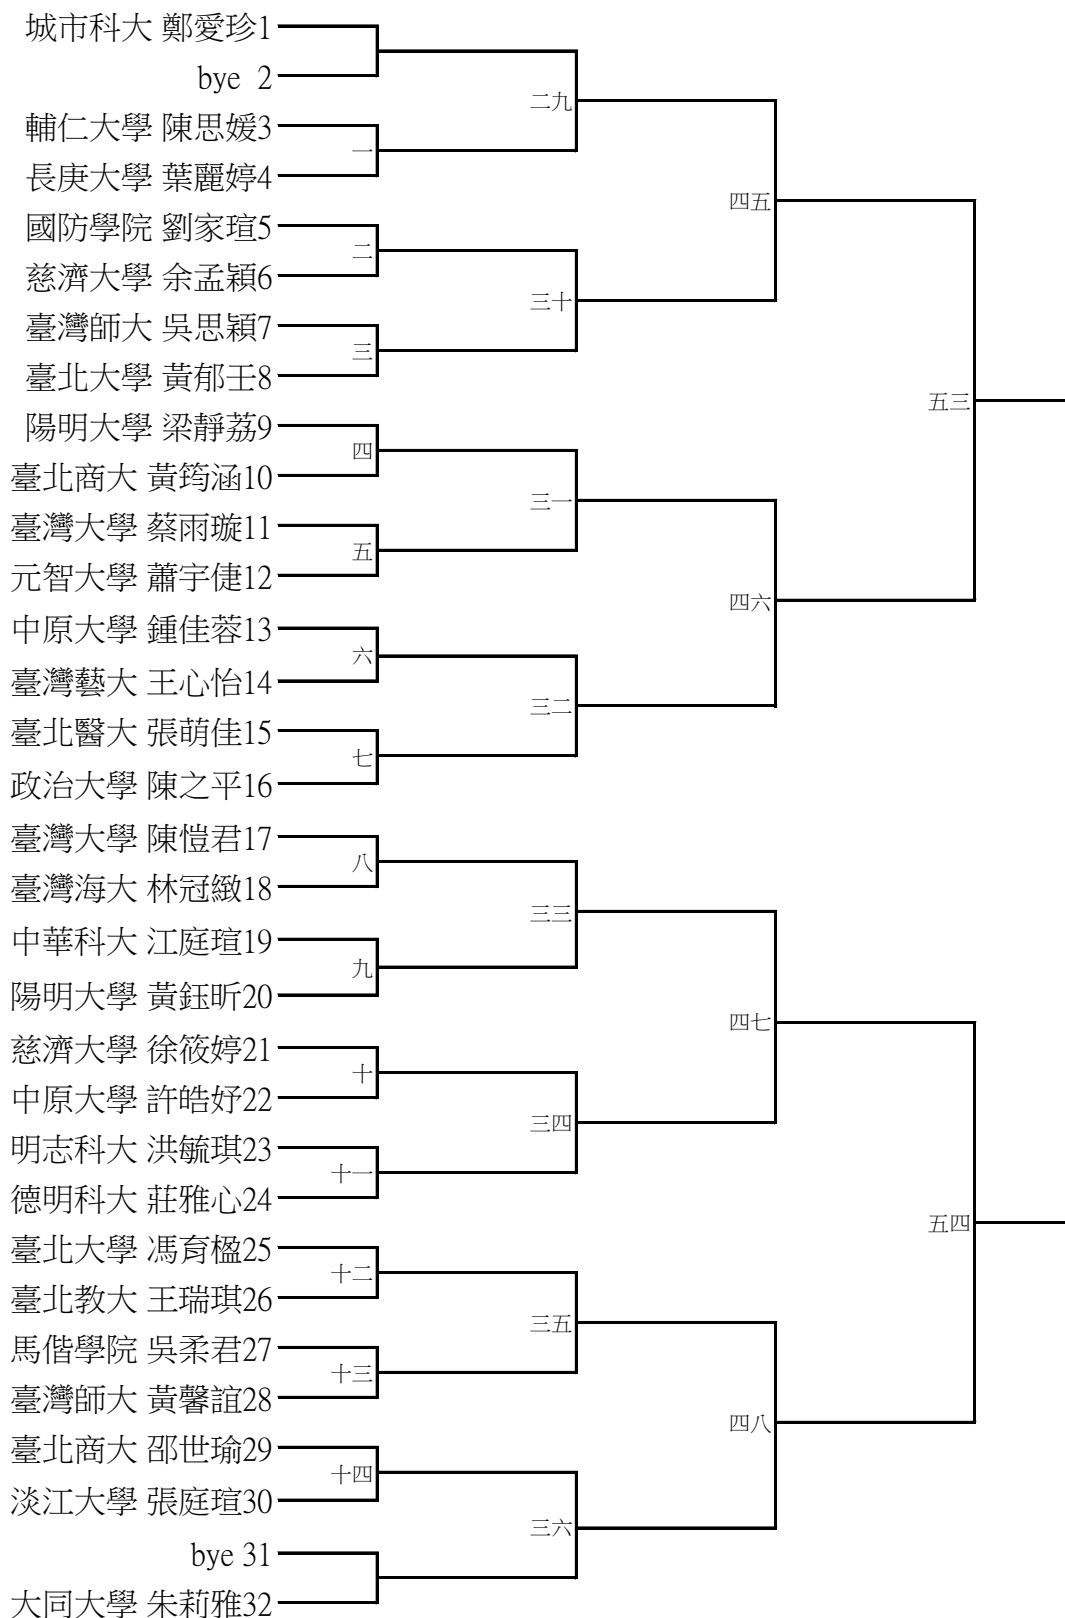 城市科大 鄭愛珍1
bye 2
二九
輔仁大學 陳思媛3
一
長庚大學 葉麗婷4
四五
國防學院 劉家瑄5
二
慈濟大學 余孟穎6
三十
臺灣師大 吳思穎7
三
臺北大學 黃郁壬8
五三
陽明大學 梁靜荔9
四
臺北商大 黃筠涵10
三一
臺灣大學 蔡雨璇11
五
元智大學 蕭宇倢12
四六
中原大學 鍾佳蓉13
六
臺灣藝大 王心怡14
三二
臺北醫大 張萌佳15
七
政治大學 陳之平16
臺灣大學 陳愷君17
八
臺灣海大 林冠緻18
三三
中華科大 江庭瑄19
九
陽明大學 黃鈺昕20
四七
慈濟大學 徐筱婷21
十
中原大學 許皓妤22
三四
明志科大 洪毓琪23
十一
德明科大 莊雅心24
五四
臺北大學 馮育楹25
十二
臺北教大 王瑞琪26
三五
馬偕學院 吳柔君27
十三
臺灣師大 黃馨誼28
四八
臺北商大 邵世瑜29
十四
淡江大學 張庭瑄30
三六
bye 31
大同大學 朱莉雅32